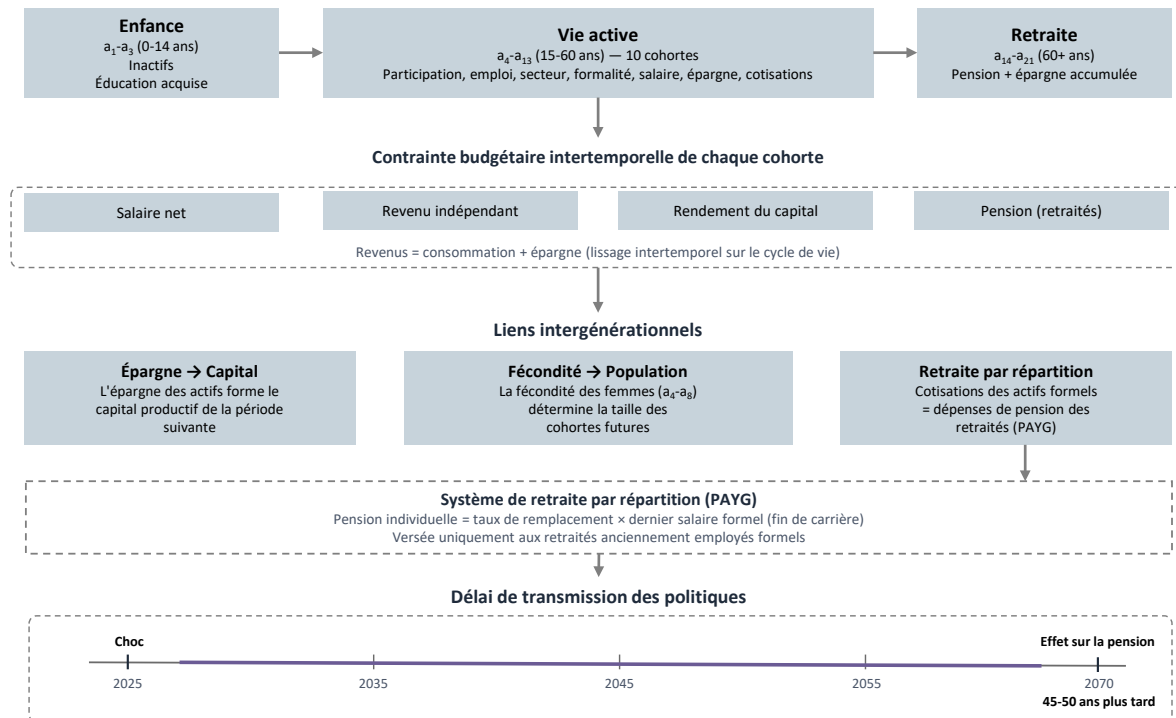 Enfance
a₁-a₃ (0-14 ans)
Inactifs
Éducation acquise
Vie active
a₄-a₁₃ (15-60 ans) — 10 cohortes
Participation, emploi, secteur, formalité, salaire, épargne, cotisations
Retraite
a₁₄-a₂₁ (60+ ans)
Pension + épargne accumulée
Contrainte budgétaire intertemporelle de chaque cohorte
Salaire net
Revenu indépendant
Rendement du capital
Pension (retraités)
Revenus = consommation + épargne (lissage intertemporel sur le cycle de vie)
Liens intergénérationnels
Épargne → Capital
L'épargne des actifs forme le
capital productif de la période
suivante
Fécondité → Population
La fécondité des femmes (a₄-a₈)
détermine la taille des
cohortes futures
Retraite par répartition
Cotisations des actifs formels
= dépenses de pension des
retraités (PAYG)
Système de retraite par répartition (PAYG)
Pension individuelle = taux de remplacement × dernier salaire formel (fin de carrière)
Versée uniquement aux retraités anciennement employés formels
Délai de transmission des politiques
Choc
Effet sur la pension
2025
2035
2045
2055
2070
45-50 ans plus tard